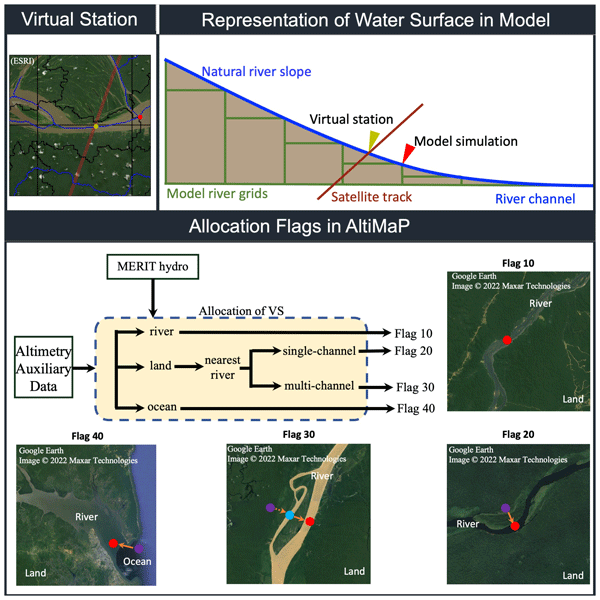 Virtual Station
Representation of Water Surface in Model
(ESRI)
Natural river slope
Virtual station
Model simulation
Model river grids
Satellite track
River channel
Allocation Flags in AltiMaP
MERIT hydro
Allocation of VS
Altimetry
Auxiliary
Data
river
land
nearest
river
single-channel
multi-channel
ocean
Flag 10
Flag 20
Flag 30
Flag 40
Flag 10
Google Earth
Image © 2022 Maxar Technologies
River
Land
Flag 40
Google Earth
Image © 2022 Maxar Technologies
River
Ocean
Land
Flag 30
Google Earth
Image © 2022 Maxar Technologies
River
Land
Flag 20
Google Earth
Image © 2022 Maxar Technologies
River
Land